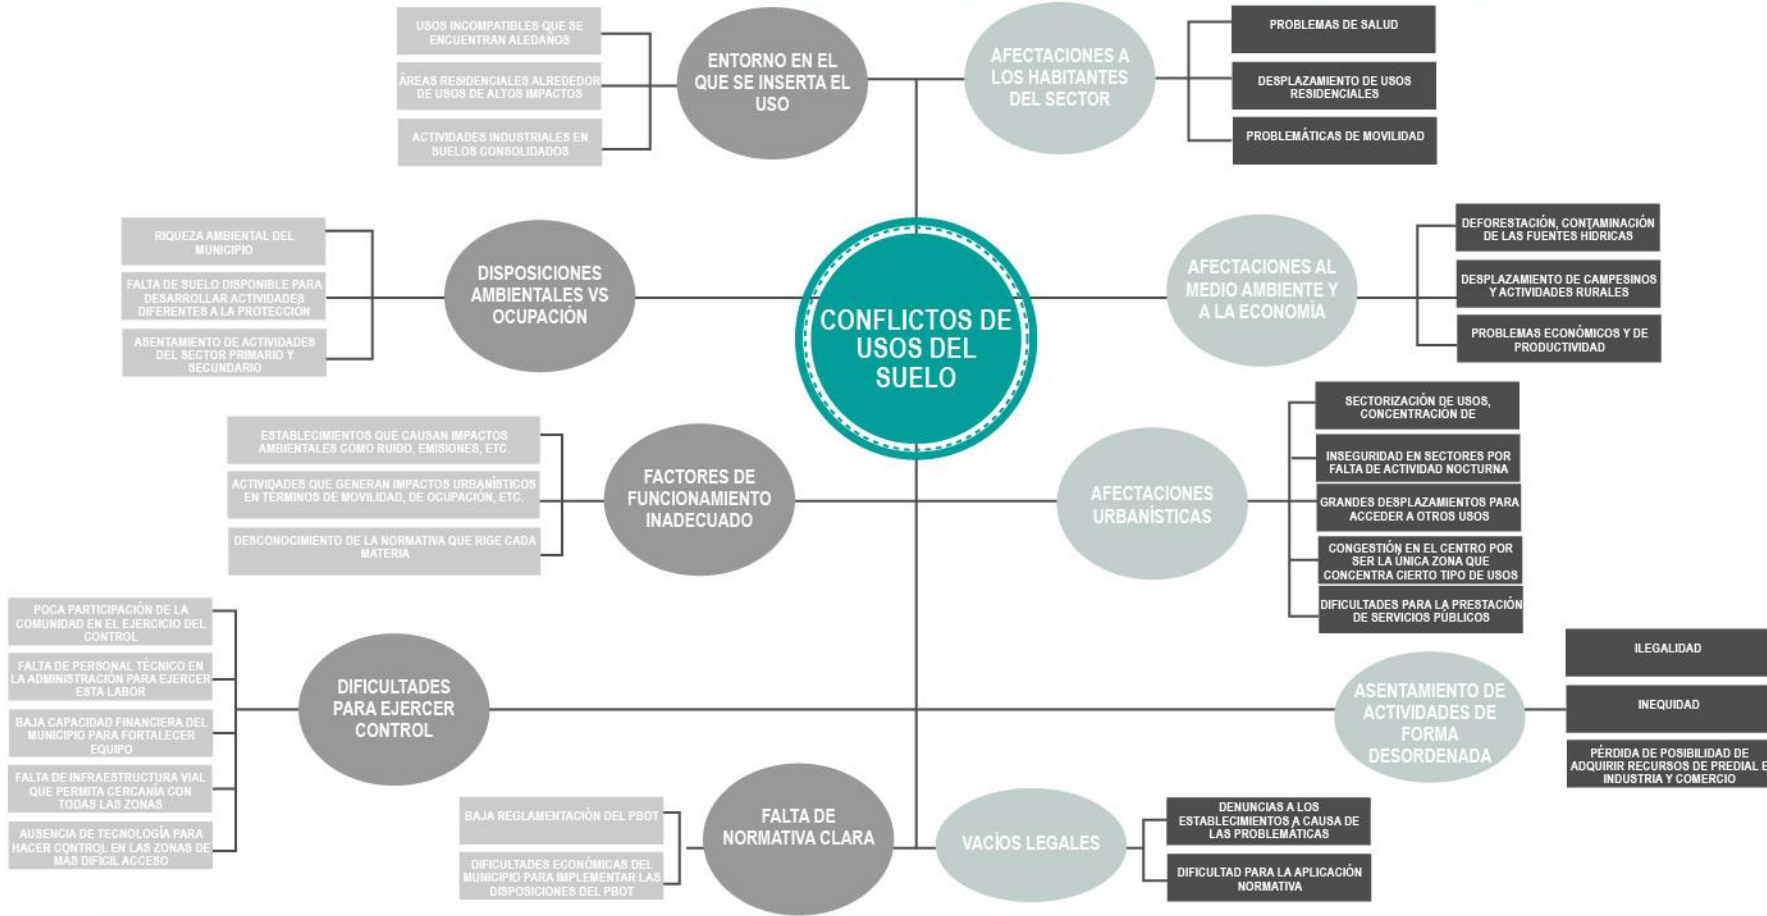 USOS INCOMPATIBLES QUE SE
ENCUENTRAN ALEDAÑOS
ÁREAS RESIDENCIALES ALREDEDOR
DE USOS DE ALTOS IMPACTOS
ACTIVIDADES INDUSTRIALES EN
SUELOS CONSOLIDADOS
ENTORNO EN EL
QUE SE INSERTA EL
USO
AFECTACIONES A
LOS HABITANTES
DEL SECTOR
PROBLEMAS DE SALUD
DESPLAZAMIENTO DE USOS
RESIDENCIALES
PROBLEMÁTICAS DE MOVILIDAD
RIQUEZA AMBIENTAL DEL
MUNICIPIO
FALTA DE SUELO DISPONIBLE PARA
DESARROLLAR ACTIVIDADES
DIFERENTES A LA PROTECCIÓN
ASENTAMIENTO DE ACTIVIDADES
DEL SECTOR PRIMARIO Y
SECUNDARIO
DISPOSICIONES
AMBIENTALES VS
OCUPACIÓN
CONFLICTOS DE
USOS DEL
SUELO
AFECTACIONES AL
MEDIO AMBIENTE Y
A LA ECONOMÍA
DEFORESTACIÓN, CONTAMINACIÓN
DE LAS FUENTES HÍDRICAS
DESPLAZAMIENTO DE CAMPESINOS
Y ACTIVIDADES RURALES
PROBLEMAS ECONÓMICOS Y DE
PRODUCTIVIDAD
ESTABLECIMIENTOS QUE CAUSAN IMPACTOS
AMBIENTALES COMO RUIDO, EMISIONES, ETC.
ACTIVIDADES QUE GENERAN IMPACTOS URBANÍSTICOS
EN TÉRMINOS DE MOVILIDAD, DE OCUPACIÓN, ETC.
DESCONOCIMIENTO DE LA NORMATIVA QUE RIGE CADA
MATERIA
FACTORES DE
FUNCIONAMIENTO
INADECUADO
AFECTACIONES
URBANÍSTICAS
SECTORIZACIÓN DE USOS,
CONCENTRACIÓN DE
INSEGURIDAD EN SECTORES POR
FALTA DE ACTIVIDAD NOCTURNA
GRANDES DESPLAZAMIENTOS PARA
ACCEDER A OTROS USOS
CONGESTIÓN EN EL CENTRO POR
SER LA ÚNICA ZONA QUE
CONCENTRA CIERTO TIPO DE USOS
DIFICULTADES PARA LA PRESTACIÓN
DE SERVICIOS PÚBLICOS
POCA PARTICIPACIÓN DE LA
COMUNIDAD EN EL EJERCICIO DEL
CONTROL
FALTA DE PERSONAL TÉCNICO EN
LA ADMINISTRACIÓN PARA EJERCER
ESTA LABOR
BAJA CAPACIDAD FINANCIERA DEL
MUNICIPIO PARA FORTALECER
EQUIPO
FALTA DE INFRAESTRUCTURA VIAL
QUE PERMITA CERCANÍA CON
TODAS LAS ZONAS
AUSENCIA DE TECNOLOGÍA PARA
HACER CONTROL EN LAS ZONAS DE
MAS DIFICIL ACCESO
DIFICULTADES
PARA EJERCER
CONTROL
ASENTAMIENTO DE
ACTIVIDADES DE
FORMA
DESORDENADA
ILEGALIDAD
INEQUIDAD
PÉRDIDA DE POSIBILIDAD DE
ADQUIRIR RECURSOS DE PREDIAL E
INDUSTRIA Y COMERCIO
BAJA REGLAMENTACIÓN DEL PBOT
DIFICULTADES ECONÓMICAS DEL
MUNICIPIO PARA IMPLEMENTAR LAS
DISPOSICIONES DEL PBOT
FALTA DE
NORMATIVA CLARA
VACÍOS LEGALES
DENUNCIAS A LOS
ESTABLECIMIENTOS A CAUSA DE
LAS PROBLEMÁTICAS
DIFICULTAD PARA LA APLICACIÓN
NORMATIVA